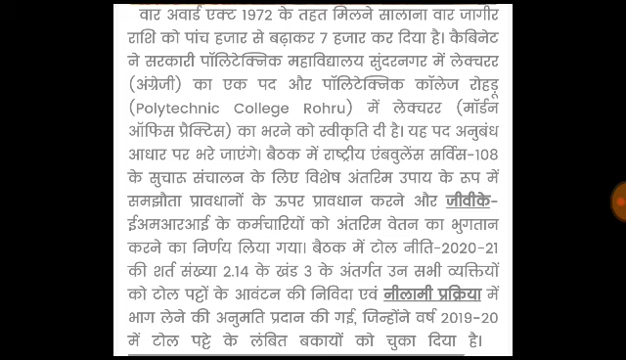 वार अवार्ड एक्ट 1972 के तहत मिलने सालाना वार जागीर
राशि को पांच हजार से बढ़ाकर 7 हजार कर दिया है। कैबिनेट
ने सरकारी पॉलिटेक्निक महाविद्यालय सुंदरनगर में लेक्चरर
(अंग्रेजी) का एक पद और पॉलिटेक्निक कॉलेज रोहड़ू
(Polytechnic College Rohru) में लेक्चरर (मॉर्डन
ऑफिस प्रैक्टिस) का भरने को स्वीकृति दी है। यह पद अनुबंध
आधार पर भरे जाएंगे। बैठक में राष्ट्रीय एंबवुलेंस सर्विस-108
के सुचारू संचालन के लिए विशेष अंतरिम उपाय के रूप में
समझौता प्रावधानों के ऊपर प्रावधान करने और जीवीके-
ईअमआरआई के कर्मचारियों को अंतरिम वेतन का भुगतान
करने का निर्णय लिया गया। बैठक में टोल नीति-2020-21
की शर्त संख्या 2.14 के खंड 3 के अंतर्गत उन सभी व्यक्तियों
को टोल पट्टों के आवंटन की निविदा एवं नीलामी प्रक्रिया में
भाग लेने की अनुमति प्रदान की गई, जिन्होंने वर्ष 2019-20
में टोल पट्टे के लंबित बकायों को चुका दिया है।